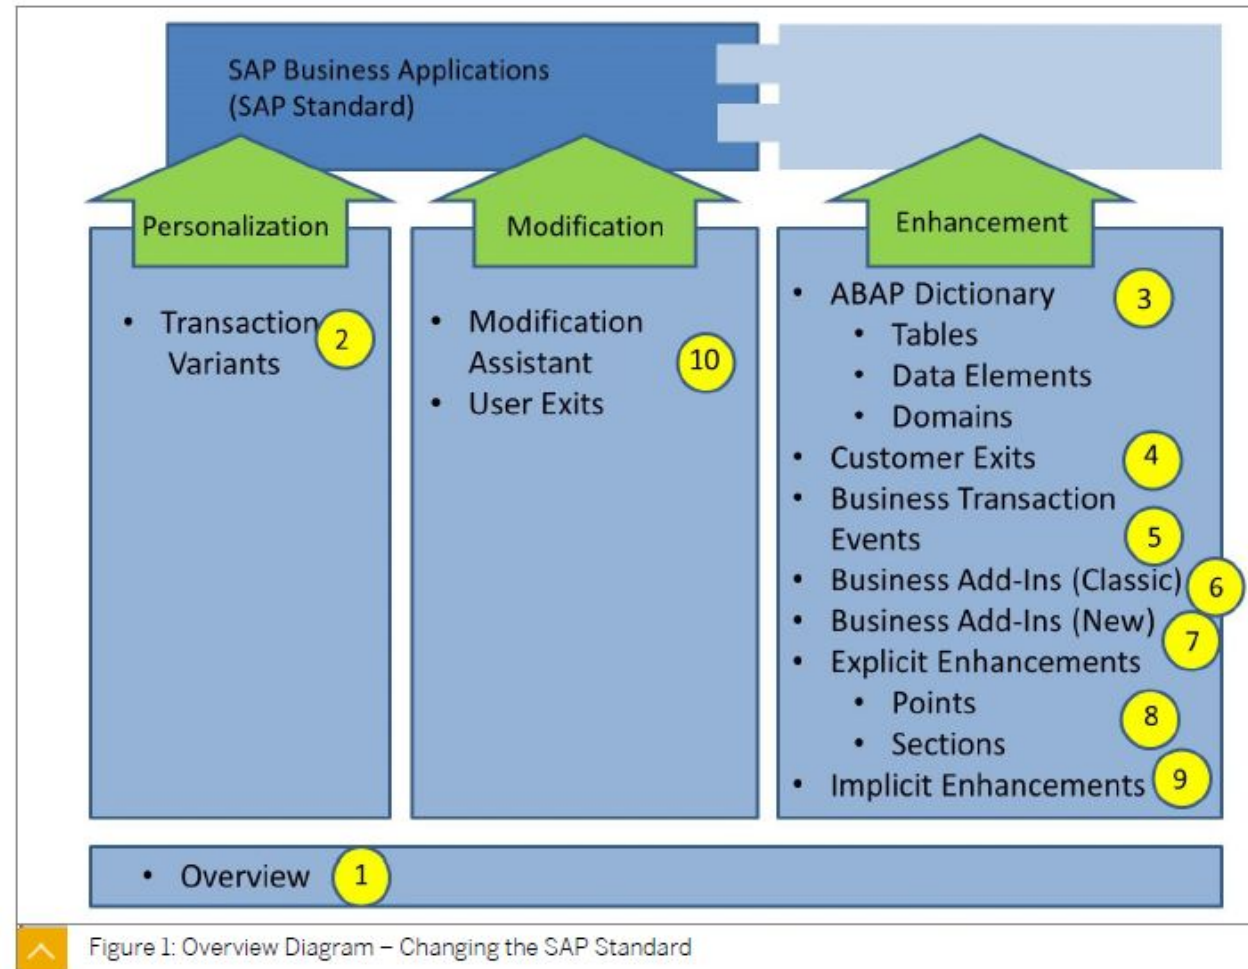 SAP Business Applications
(SAP Standard)
Personalization
Modification
Enhancement
• Transaction
Variants
2
• Modification
Assistant
• User Exits
10
• ABAP Dictionary
3
• Tables
• Data Elements
• Domains
• Customer Exits
4
• Business Transaction
Events
5
• Business Add-Ins (Classic)
6
• Business Add-Ins (New)
7
• Explicit Enhancements
• Points
8
• Sections
• Implicit Enhancements
9
• Overview
1
Figure 1: Overview Diagram – Changing the SAP Standard